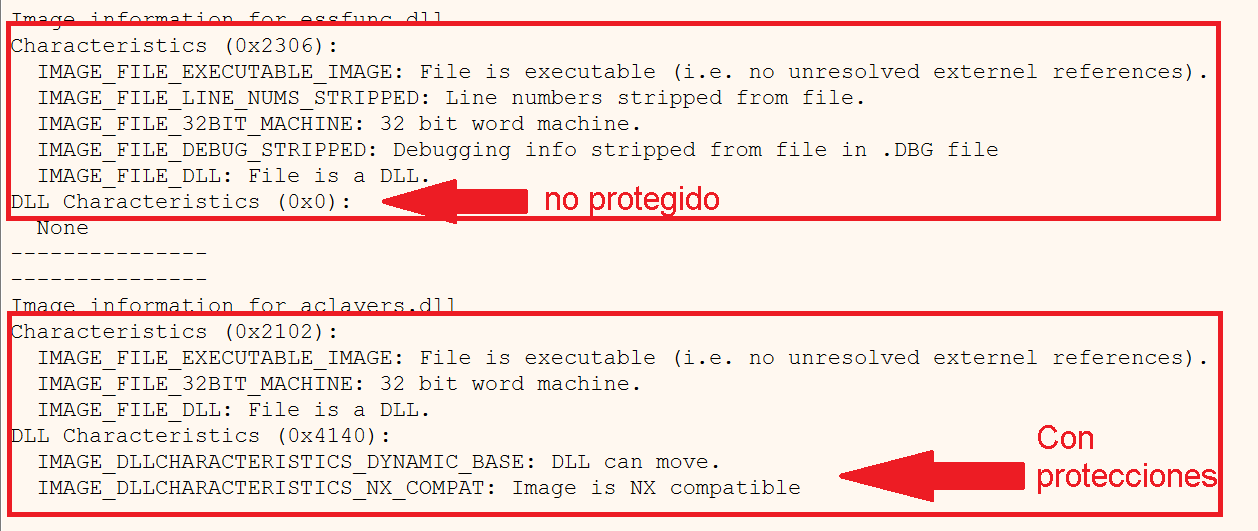 Image information for essfunc.dll
Characteristics (0x2306):
IMAGE_FILE_EXECUTABLE_IMAGE: File is executable (i.e. no unresolved externel references).
IMAGE_FILE_LINE_NUMS_STRIPPED: Line numbers stripped from file.
IMAGE_FILE_32BIT_MACHINE: 32 bit word machine.
IMAGE_FILE_DEBUG_STRIPPED: Debugging info stripped from file in .DBG file
IMAGE_FILE_DLL: File is a DLL.
DLL Characteristics (0x0):
no protegido
None
---------------
---------------
Image information for aclayers.dll
Characteristics (0x2102):
IMAGE_FILE_EXECUTABLE_IMAGE: File is executable (i.e. no unresolved externel references).
IMAGE_FILE_32BIT_MACHINE: 32 bit word machine.
IMAGE_FILE_DLL: File is a DLL.
DLL Characteristics (0x4140):
IMAGE_DLLCHARACTERISTICS_DYNAMIC_BASE: DLL can move.
IMAGE_DLLCHARACTERISTICS_NX_COMPAT: Image is NX compatible
Con
protecciones